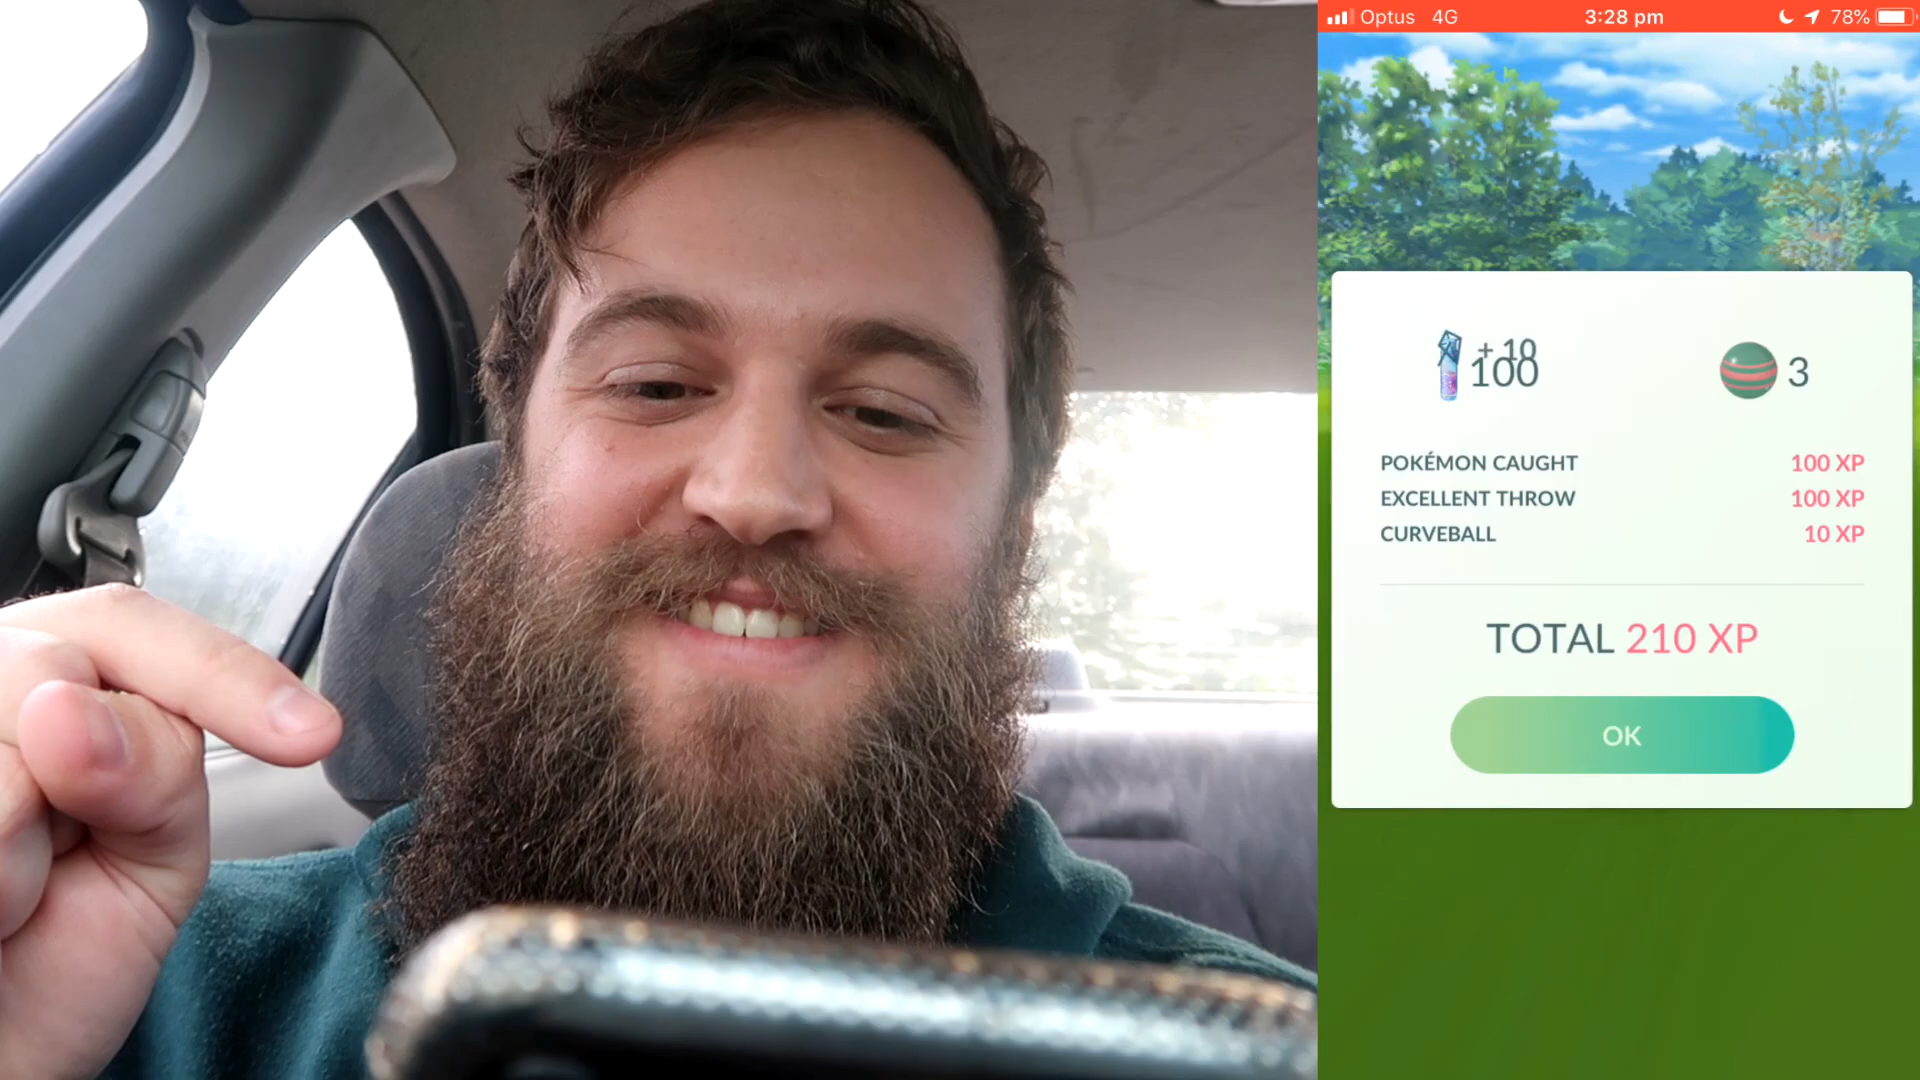 Optus 4G 3:28 pm 78%
+ 10
100
3
POKÉMON CAUGHT 100 XP
EXCELLENT THROW 100 XP
CURVEBALL 10 XP
TOTAL 210 XP
OK